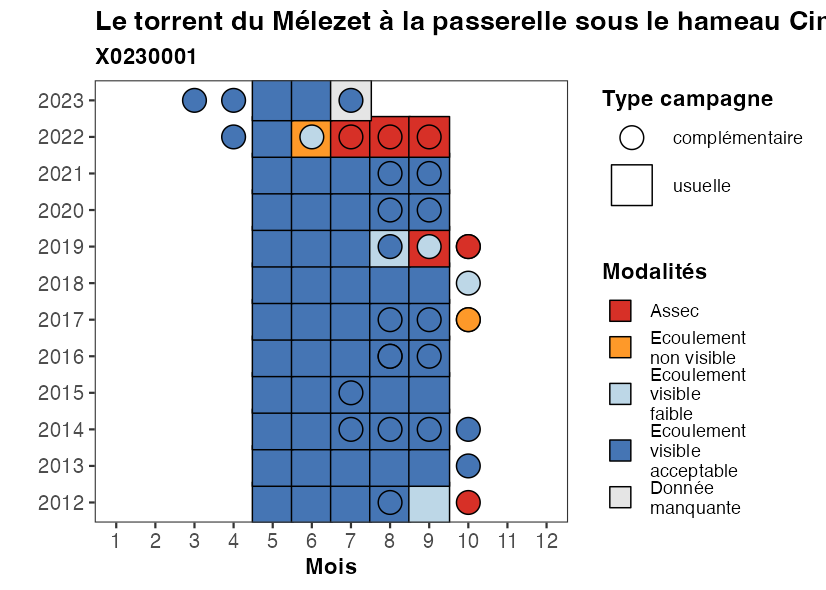 Le torrent du Mélezet à la passerelle sous le hameau
X0230001
2023
2022
2021
2020
2019
2018
2017
2016
2015
2014
2013
2012
1 2 3 4 5 6 7 8 9 10 11 12
Mois
Type campagne
complémentaire
usuelle
Modalités
Assec
Ecoulement
non visible
Ecoulement
visible
faible
Ecoulement
visible
acceptable
Donnée
manquante